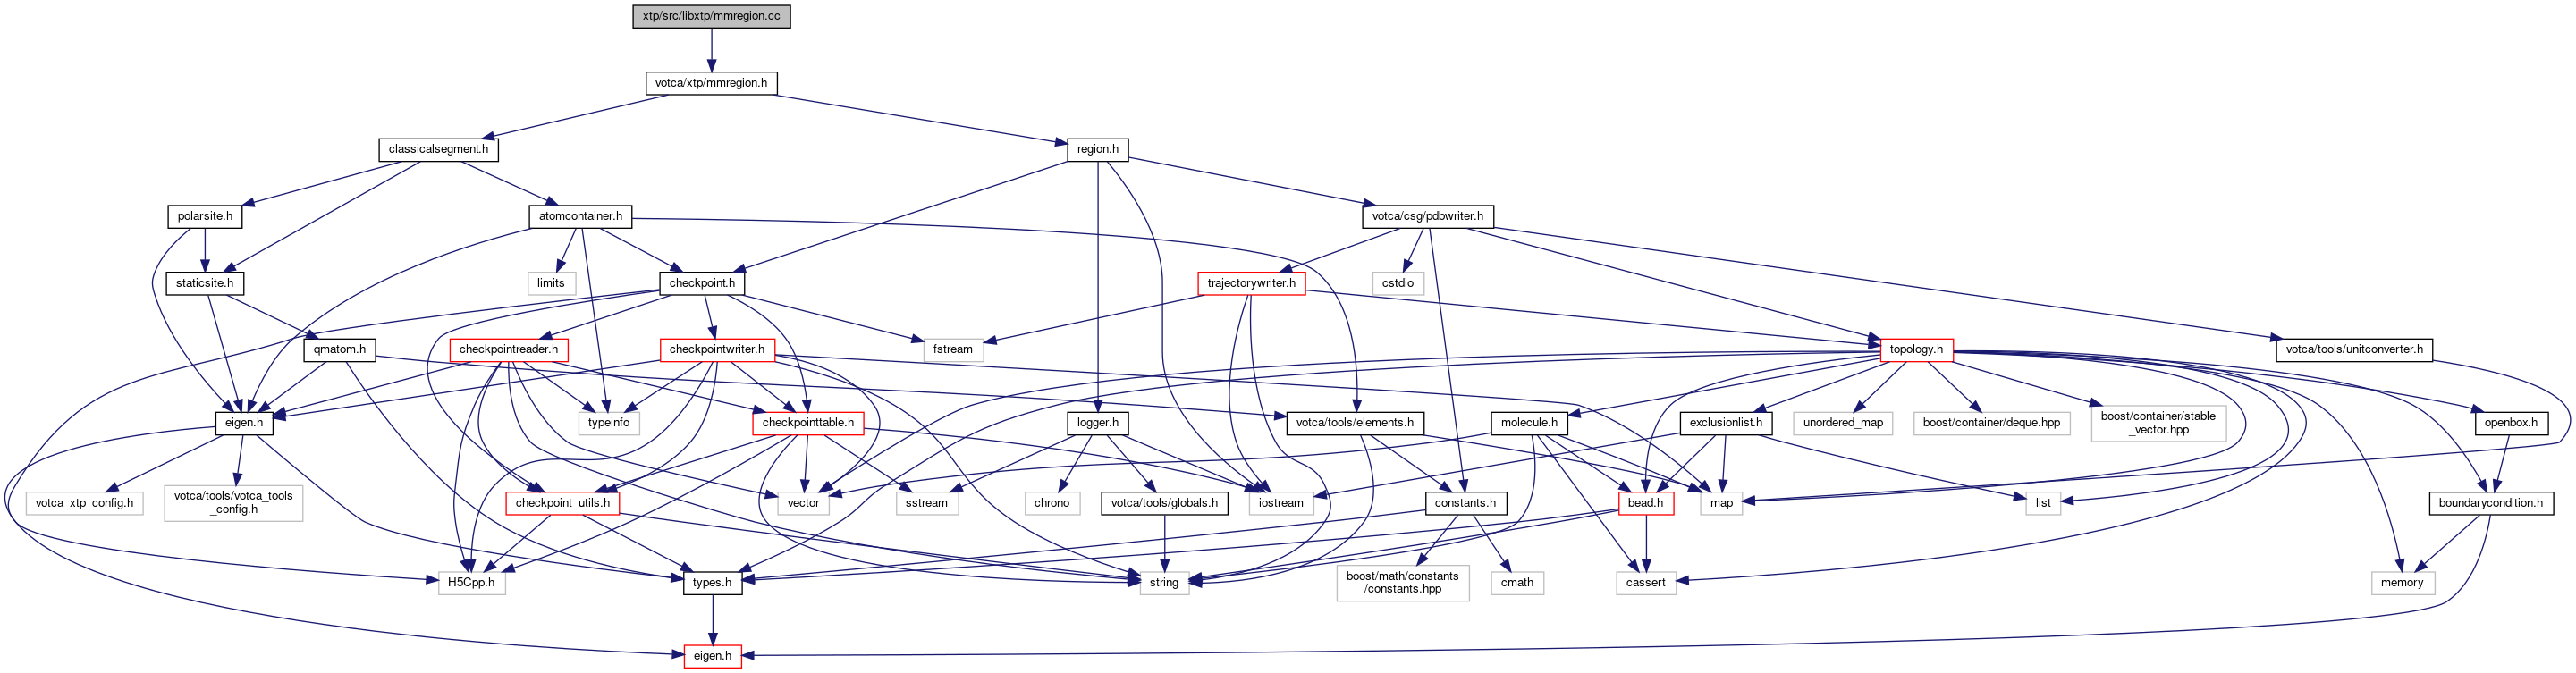 xtp/src/libxtp/mmregion.cc
votca/xtp/mmregion.h
classicalsegment.h
region.h
polarsite.h
atomcontainer.h
votca/csg/pdbwriter.h
staticsite.h
limits
checkpoint.h
trajectorywriter.h
cstdio
qmatom.h
checkpointreader.h
checkpointwriter.h
fstream
topology.h
votca/tools/unitconverter.h
eigen.h
typeinfo
checkpointtable.h
logger.h
votca/tools/elements.h
molecule.h
exclusionlist.h
unordered_map
boost/container/deque.hpp
boost/container/stable
_vector.hpp
openbox.h
votca_xtp_config.h
votca/tools/votca_tools
_config.h
checkpoint_utils.h
vector
sstream
chrono
votca/tools/globals.h
iostream
constants.h
bead.h
map
list
boundarycondition.h
H5Cpp.h
types.h
string
boost/math/constants
/constants.hpp
cmath
cassert
memory
eigen.h